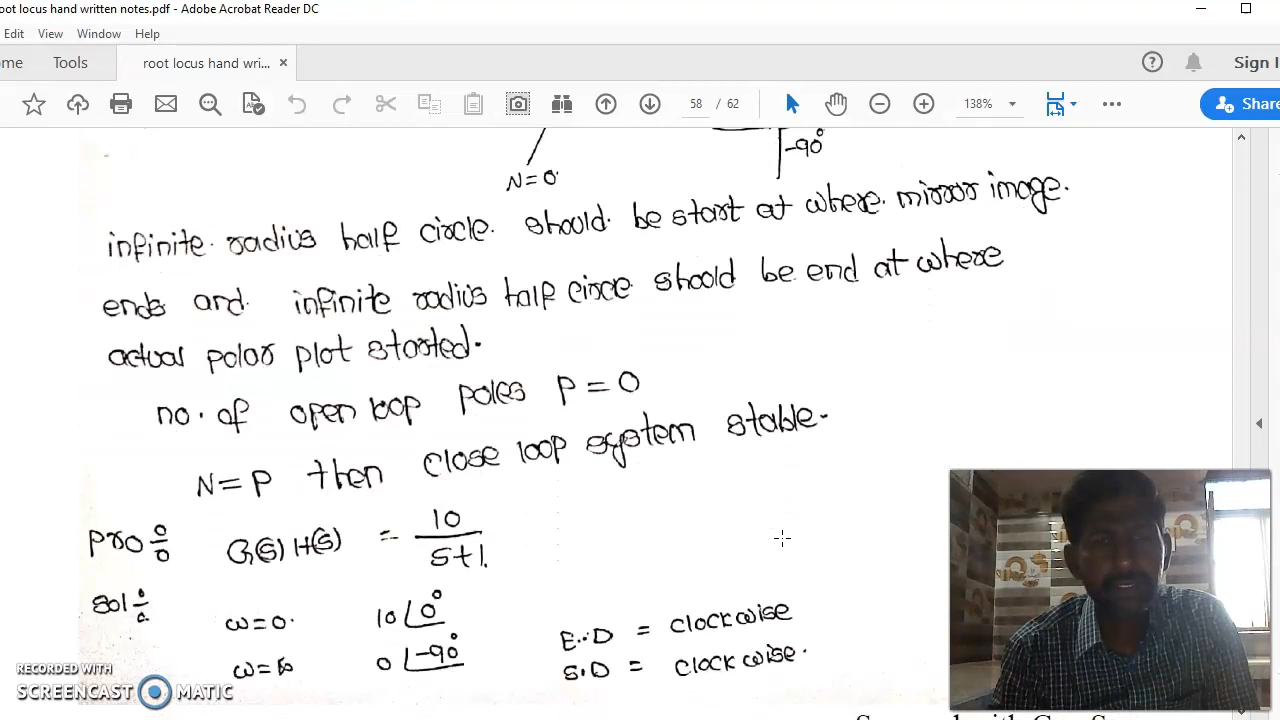 root locus hand written notes.pdf - Adobe Acrobat Reader DC
Edit View Window Help
ome Tools root locus hand wri... × Sign I
58 / 62 138% Share
-90°
N=0.
infinite radius half circle should be start at where mirror image.
ends and infinite radius half circle should be end at where
actual polar plot started.
no. of open loop poles P = 0
N = P then close loop system stable.
Pro ÷ G(s) H(s) = 10
s+1.
sol ÷
ω=0. 10 ∠0°
ω=∞ 0 ∠-90°
E.D = clockwise
S.D = clockwise.
RECORDED WITH
SCREENCAST MATIC